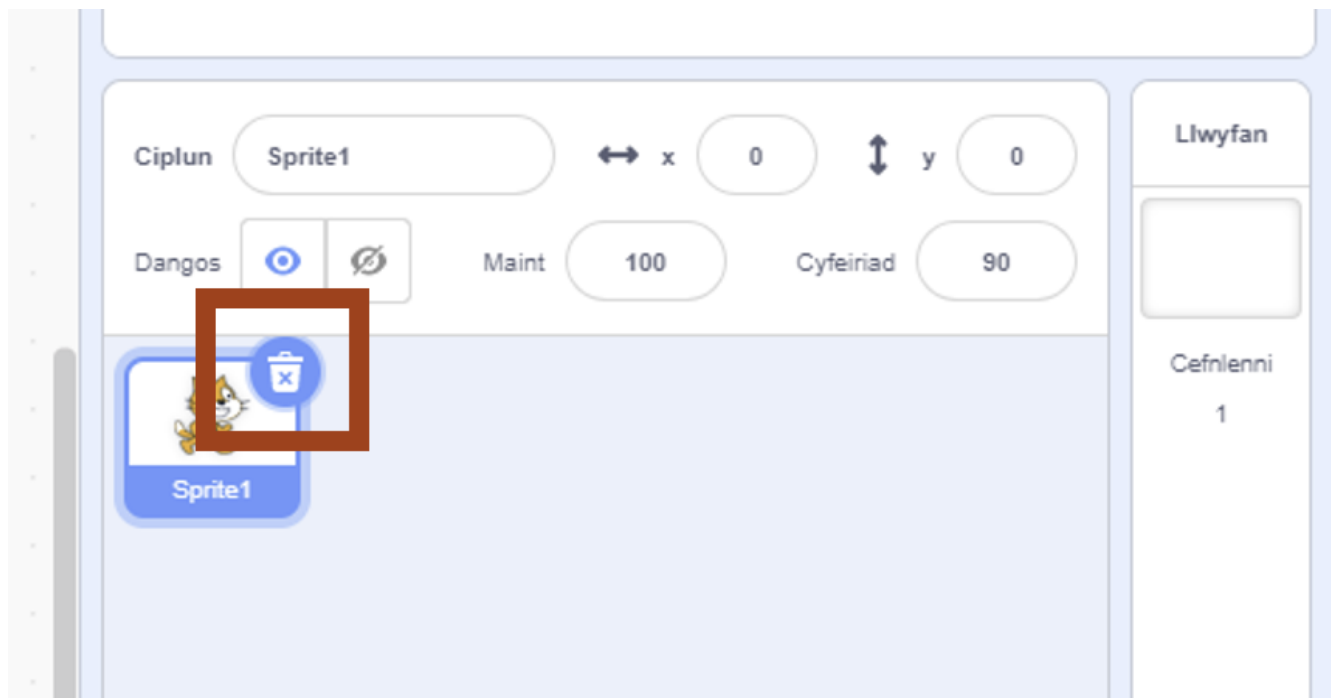 Ciplun Sprite1 x 0 y 0
Dangos Maint 100 Cyfeiriad 90
Sprite1
Llwyfan
Cefnlenni
1